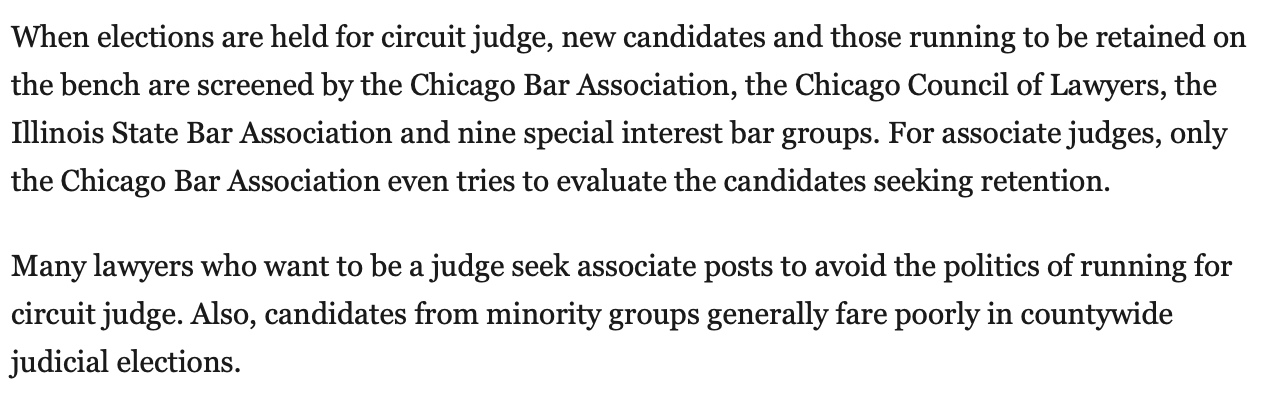 When elections are held for circuit judge, new candidates and those running to be retained on
the bench are screened by the Chicago Bar Association, the Chicago Council of Lawyers, the
Illinois State Bar Association and nine special interest bar groups. For associate judges, only
the Chicago Bar Association even tries to evaluate the candidates seeking retention.
Many lawyers who want to be a judge seek associate posts to avoid the politics of running for
circuit judge. Also, candidates from minority groups generally fare poorly in countywide
judicial elections.